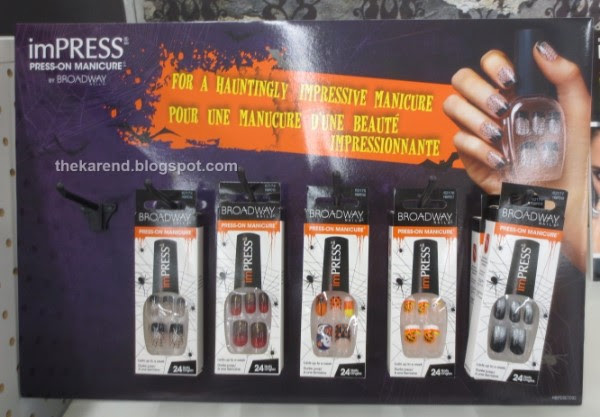 imPRESS®
PRESS-ON MANICURE®
BY BROADWAY
FOR A HAUNTINGLY IMPRESSIVE MANICURE
POUR UNE MANUCURE D'UNE BEAUTÉ
IMPRESSIONNANTE
thekarend.blogspot.com
BROADWAY
PRESS-ON MANICURE®
imPRESS®
24
BROADWAY
PRESS-ON MANICURE®
imPRESS®
24
BROADWAY
PRESS-ON MANICURE®
imPRESS®
24
BROADWAY
PRESS-ON MANICURE®
imPRESS®
24
BROADWAY
PRESS-ON MANICURE®
imPRESS®
24